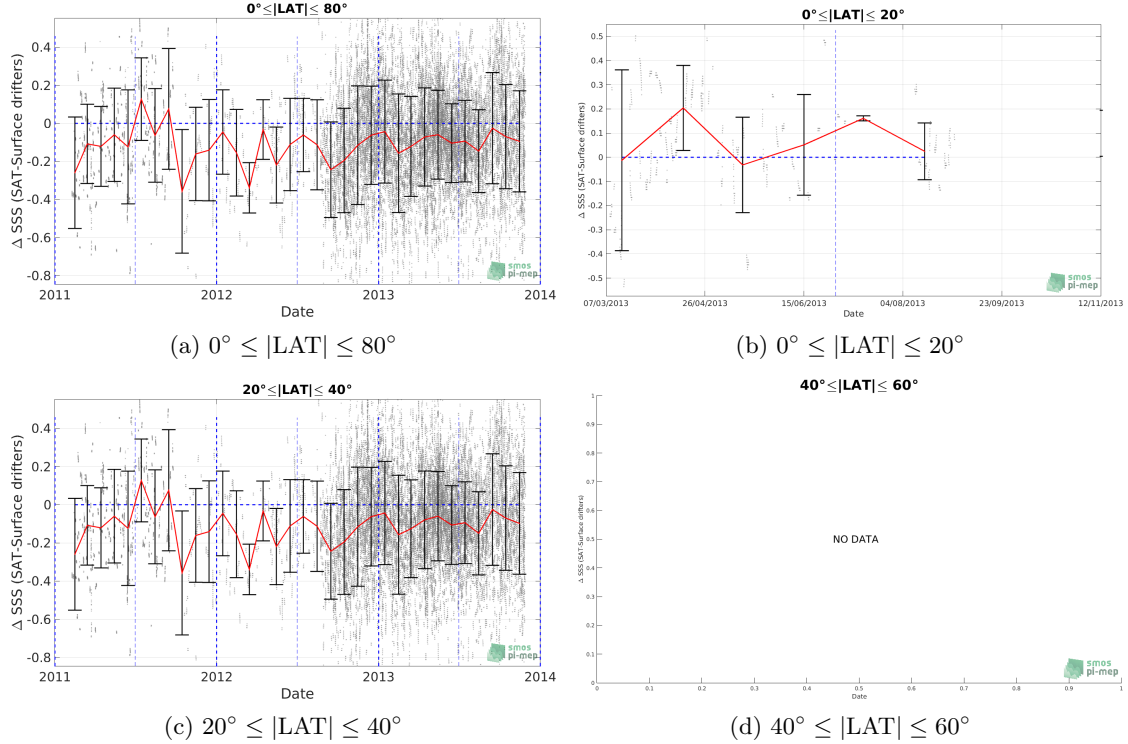 0°≤|LAT|≤ 80°
Δ SSS (SAT-Surface drifters)
0.4
0.2
0
-0.2
-0.4
-0.6
-0.8
2011
2012
2013
2014
Date
smos
pi-mep
(a) 0° ≤ |LAT| ≤ 80°
0°≤|LAT|≤ 20°
Δ SSS (SAT-Surface drifters)
0.5
0.4
0.3
0.2
0.1
0
-0.1
-0.2
-0.3
-0.4
-0.5
07/03/2013
26/04/2013
15/06/2013
04/08/2013
23/09/2013
12/11/2013
Date
smos
pi-mep
(b) 0° ≤ |LAT| ≤ 20°
20°≤|LAT|≤ 40°
Δ SSS (SAT-Surface drifters)
0.4
0.2
0
-0.2
-0.4
-0.6
-0.8
2011
2012
2013
2014
Date
smos
pi-mep
(c) 20° ≤ |LAT| ≤ 40°
40°≤|LAT|≤ 60°
Δ SSS (SAT-Surface drifters)
1
0.9
0.8
0.7
0.6
0.5
0.4
0.3
0.2
0.1
0
NO DATA
0
0.1
0.2
0.3
0.4
0.5
0.6
0.7
0.8
0.9
1
Date
smos
pi-mep
(d) 40° ≤ |LAT| ≤ 60°